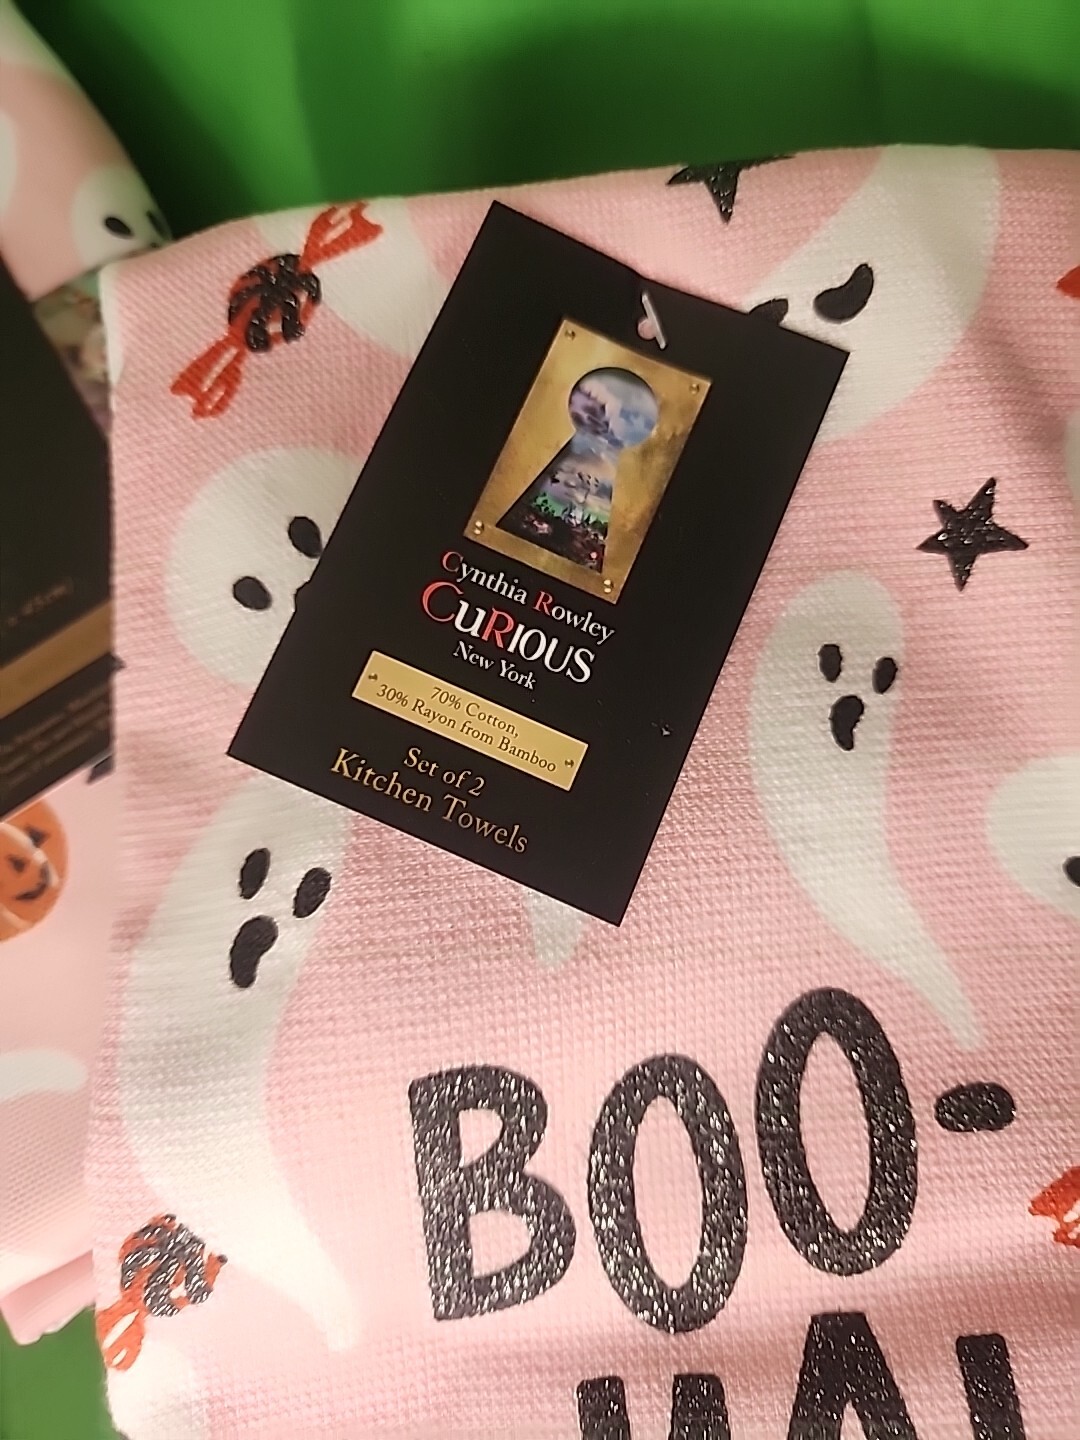 Cynthia Rowley
CuRIOUS
New York
70% Cotton,
30% Rayon from Bamboo
Set of 2
Kitchen Towels
BOO-